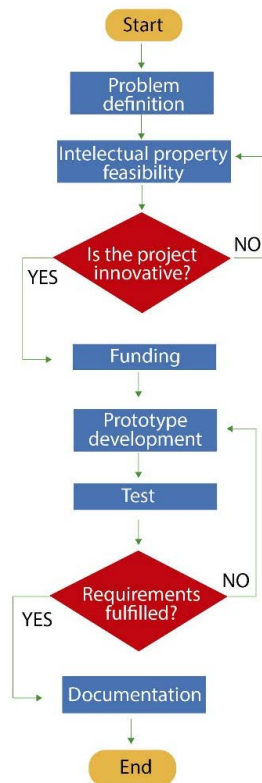 Start
Problem
definition
Intelectual property
feasibility
Is the project
innovative?
NO
YES
Funding
Prototype
development
Test
Requirements
fulfilled?
NO
YES
Documentation
End